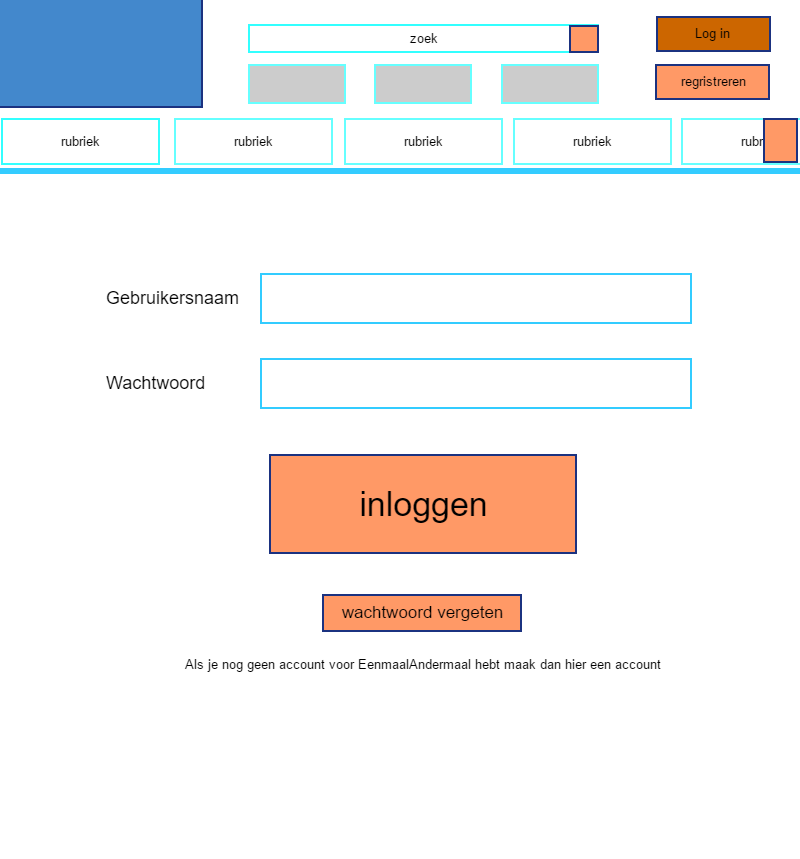 zoek
Log in
regristreren
rubriek
rubriek
rubriek
rubriek
rubr
Gebruikersnaam
Wachtwoord
inloggen
wachtwoord vergeten
Als je nog geen account voor EenmaalAndermaal hebt maak dan hier een account